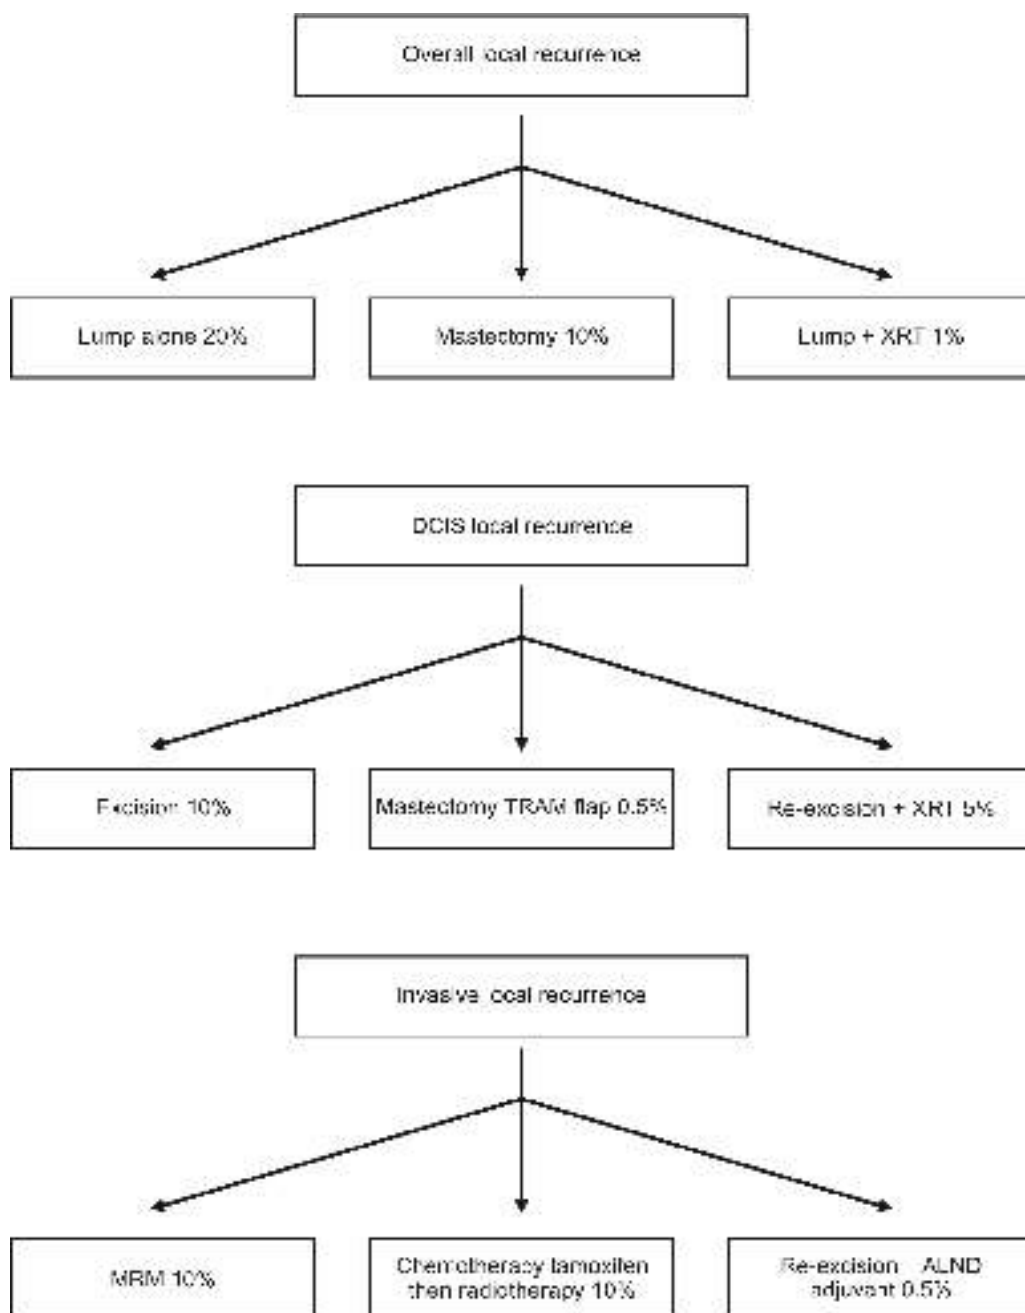 Overall local recurrence
Lump alone 20%
Mastectomy 10%
Lump + XRT 1%
DCIS local recurrence
Excision 10%
Mastectomy TRAM flap 0.5%
Re-excision + XRT 5%
Invasive local recurrence
MRM 10%
Chemotherapy tamoxifen
then radiotherapy 10%
Re-excision ALND
adjuvant 0.5%